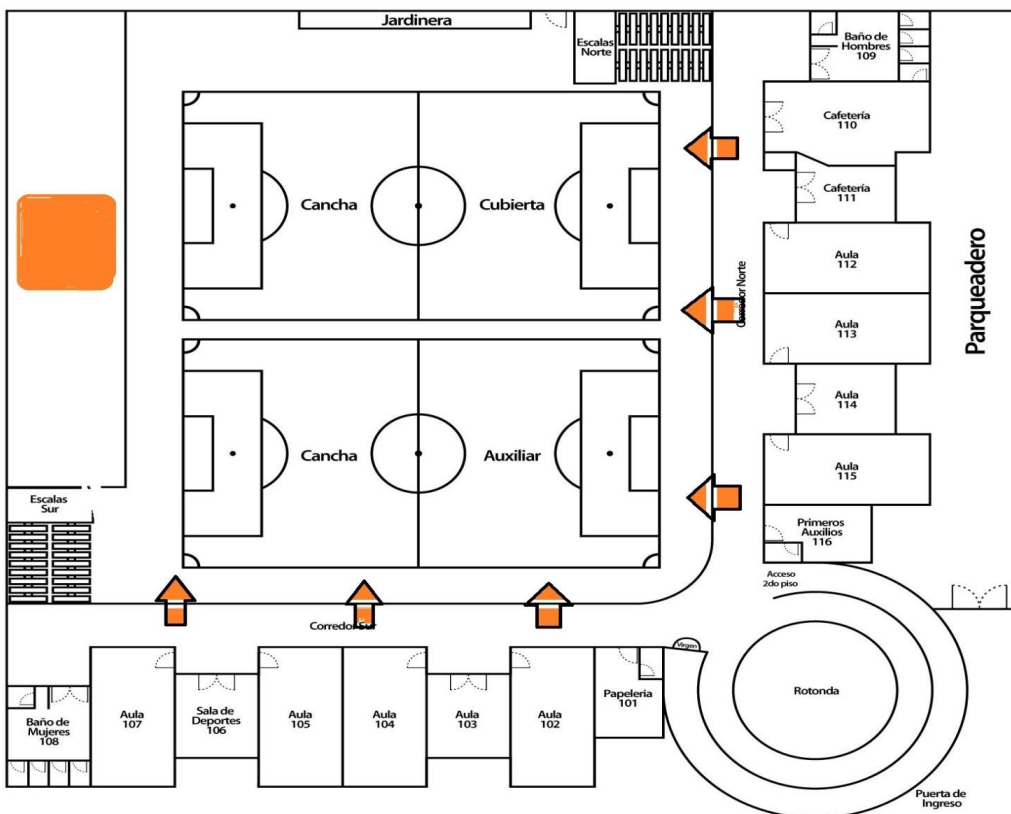 Jardinera
Escalas
Norte
Baño de
Hombres
109
Cafetería
110
Cancha
Cubierta
Cafetería
111
Aula
112
Corredor Norte
Parqueadero
Aula
113
Aula
114
Cancha
Auxiliar
Aula
115
Escalas
Sur
Primeros
Auxilios
116
Acceso
2do piso
Corredor Sur
Virgen
Rotonda
Papeleria
101
Aula
102
Aula
103
Aula
104
Aula
105
Sala de
Deportes
106
Aula
107
Baño de
Mujeres
108
Puerta de
Ingreso